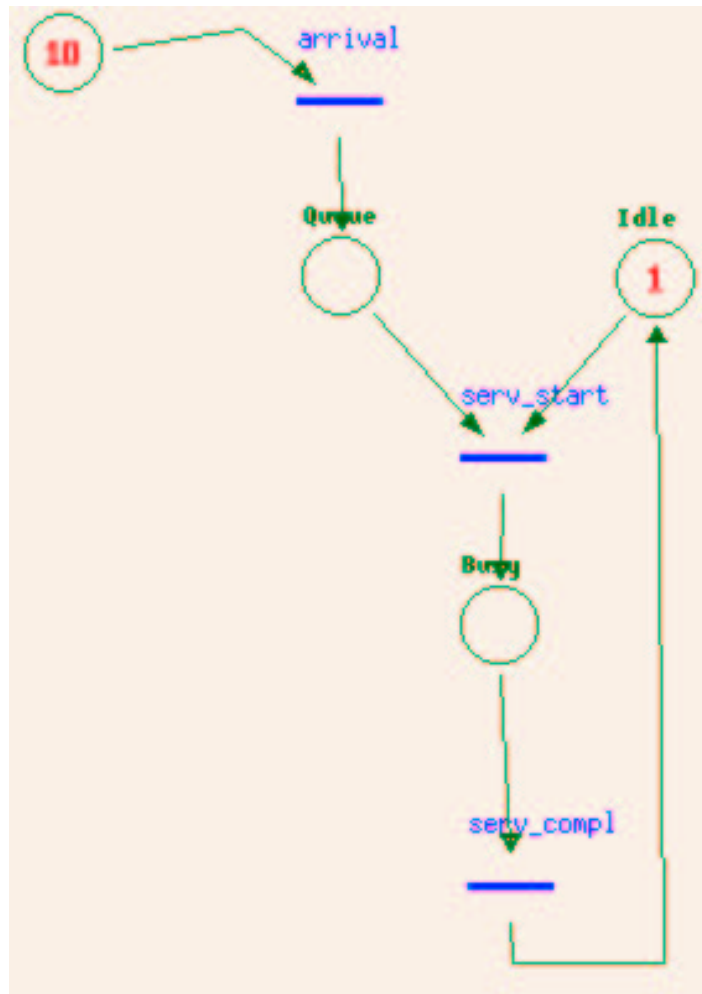 10
arrival
Queue
Idle
1
serv_start
Busy
serv_compl